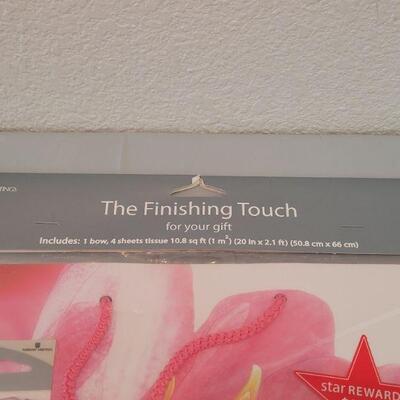 TINGS
The Finishing Touch
for your gift
Includes: 1 bow, 4 sheets tissue 10.8 sq ft (1 m²) (20 in x 2.1 ft) (50.8 cm x 66 cm)
star REWARD